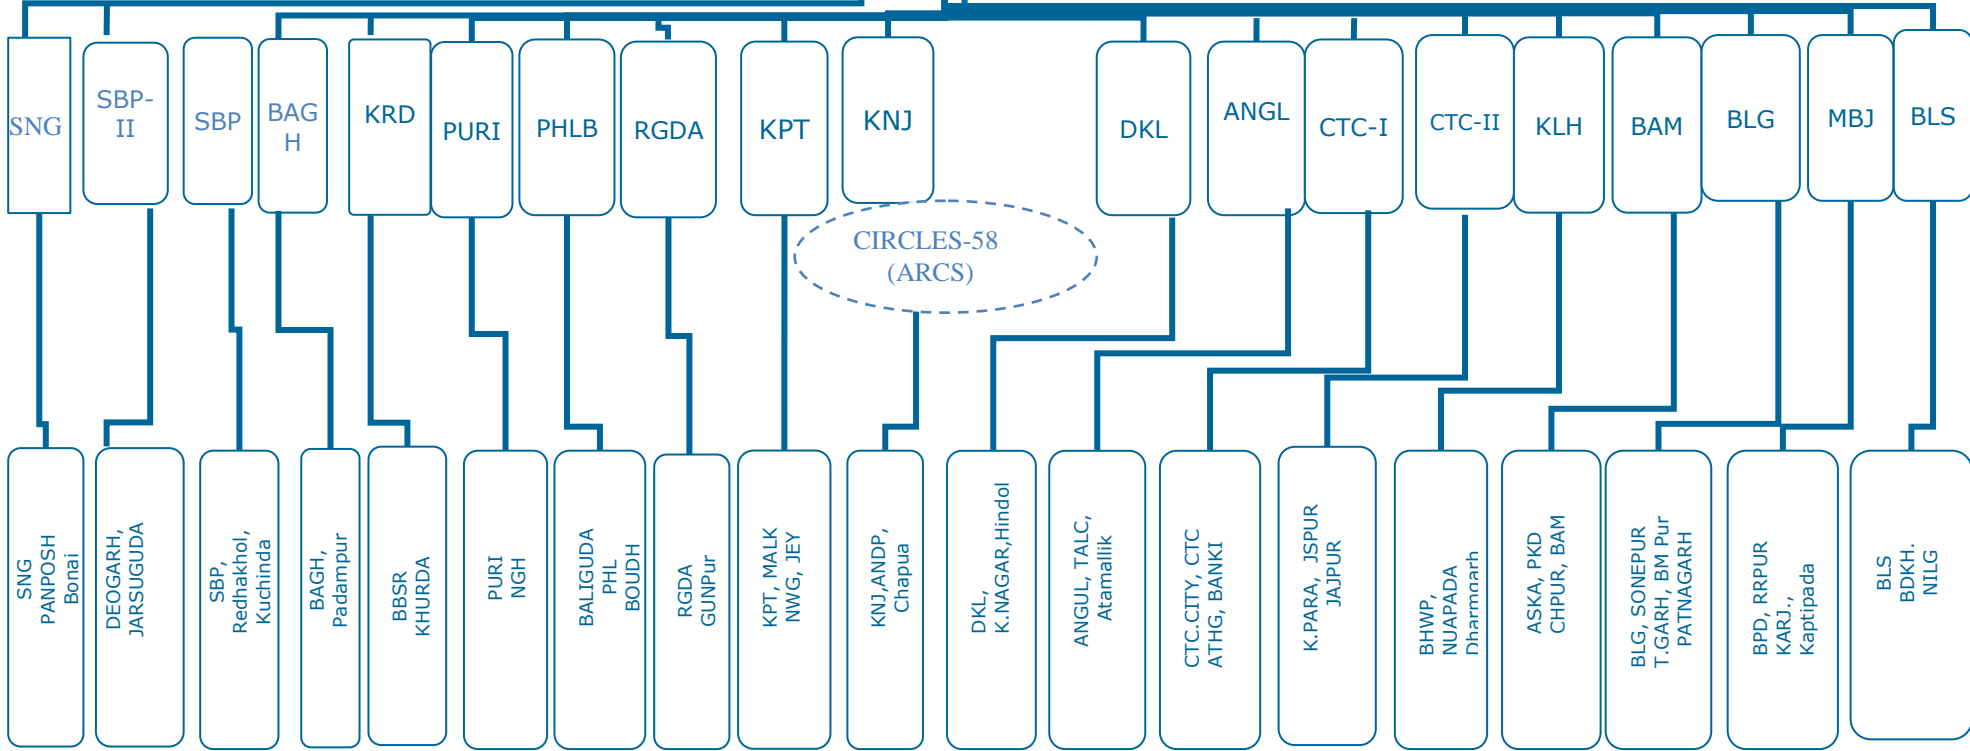 SNG
SBP-
II
SBP
BAG
H
KRD
PURI
PHLB
RGDA
KPT
KNJ
DKL
ANGL
CTC-I
CTC-II
KLH
BAM
BLG
MBJ
BLS
CIRCLES-58
(ARCS)
SNG
PANPOSH
Bonai
DEOGARH,
JARSUGUDA
SBP,
Redhakhol,
Kuchinda
BAGH,
Padampur
BBSR
KHURDA
PURI
NGH
BALIGUDA
PHL
BOUDH
RGDA
GUNPur
KPT, MALK
NWG, JEY
KNJ,ANDP,
Chapua
DKL,
K.NAGAR,Hindol
ANGUL, TALC,
Atamallik
CTC.CITY, CTC
ATHG, BANKI
K.PARA, JSPUR
JAJPUR
BHWP,
NUAPADA
Dharmgarh
ASKA, PKD
CHPUR, BAM
BLG, SONEPUR
T.GARH, BM Pur
PATNAGARH
BPD, RRPUR
KARJ.,
Kaptipada
BLS
BDKH.
NILG